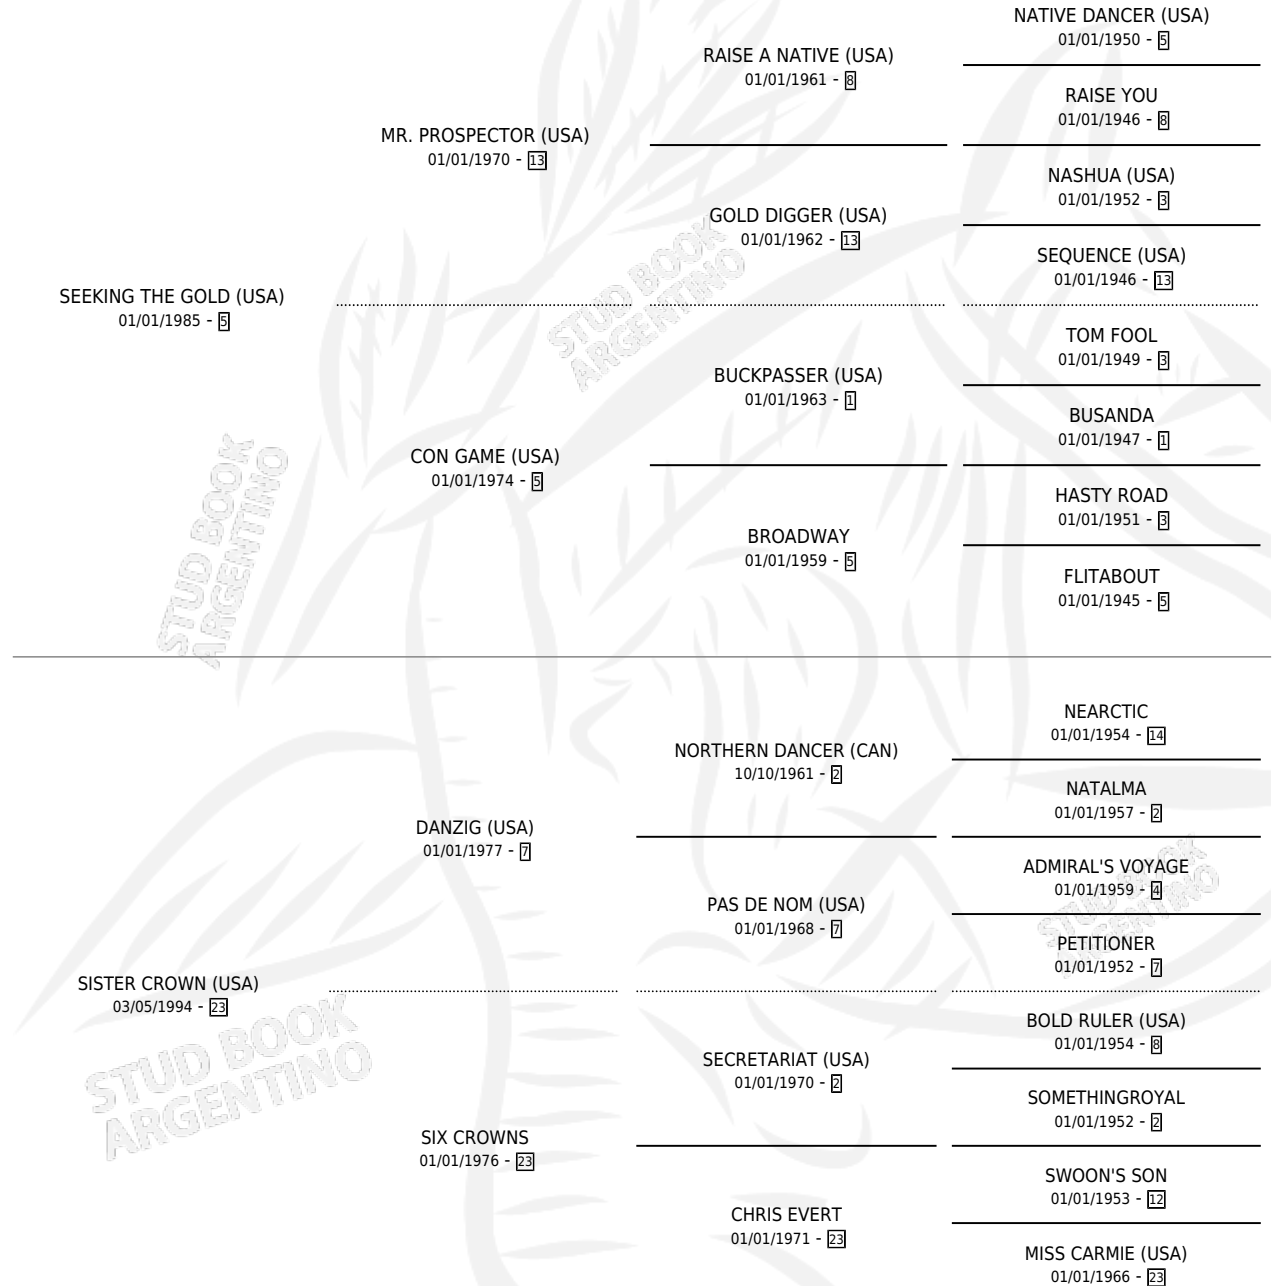 NATIVE DANCER (USA)
01/01/1950 - 5
RAISE A NATIVE (USA)
01/01/1961 - 8
RAISE YOU
01/01/1946 - 8
MR. PROSPECTOR (USA)
01/01/1970 - 13
NASHUA (USA)
01/01/1952 - 3
GOLD DIGGER (USA)
01/01/1962 - 13
SEQUENCE (USA)
01/01/1946 - 13
SEEKING THE GOLD (USA)
01/01/1985 - 5
STUD BOOK
ARGENTINO
TOM FOOL
01/01/1949 - 3
BUCKPASSER (USA)
01/01/1963 - 1
BUSANDA
01/01/1947 - 1
CON GAME (USA)
01/01/1974 - 5
HASTY ROAD
01/01/1951 - 3
BROADWAY
01/01/1959 - 5
FLITABOUT
01/01/1945 - 5
STUD BOOK
ARGENTINO
NEARCTIC
01/01/1954 - 14
NORTHERN DANCER (CAN)
10/10/1961 - 2
NATALMA
01/01/1957 - 2
DANZIG (USA)
01/01/1977 - 7
ADMIRAL'S VOYAGE
01/01/1959 - 4
PAS DE NOM (USA)
01/01/1968 - 7
STUD BOOK
ARGENTINO
PETITIONER
01/01/1952 - 7
SISTER CROWN (USA)
03/05/1994 - 23
STUD BOOK
ARGENTINO
BOLD RULER (USA)
01/01/1954 - 8
SECRETARIAT (USA)
01/01/1970 - 2
SOMETHINGROYAL
01/01/1952 - 2
SIX CROWNS
01/01/1976 - 23
SWOON'S SON
01/01/1953 - 12
CHRIS EVERT
01/01/1971 - 23
MISS CARMIE (USA)
01/01/1966 - 23